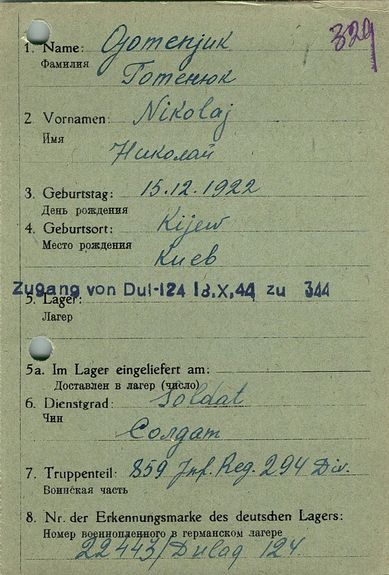 329
1. Name: Gotenjuk
Фамилия Готенюк
2 Vornamen: Nikolaj
Имя
Николай
3. Geburtstag: 15.12.1922
День рождения
4. Geburtsort: Kijew
Место рождения
Киев
Zugang von Dul-124 13.X.44 zu 344
5. Lager:
Лагер
5a. Im Lager eingeliefert am:
Доставлен в лагер (число)
6. Dienstgrad: Soldat
Чин
Солдат
7. Truppenteil: 859 Inf. Reg. 294 Div.
Воинская часть
8. Nr. der Erkennungsmarke des deutschen Lagers:
Номер военнопленного в германском лагере
22443/Dulag 124